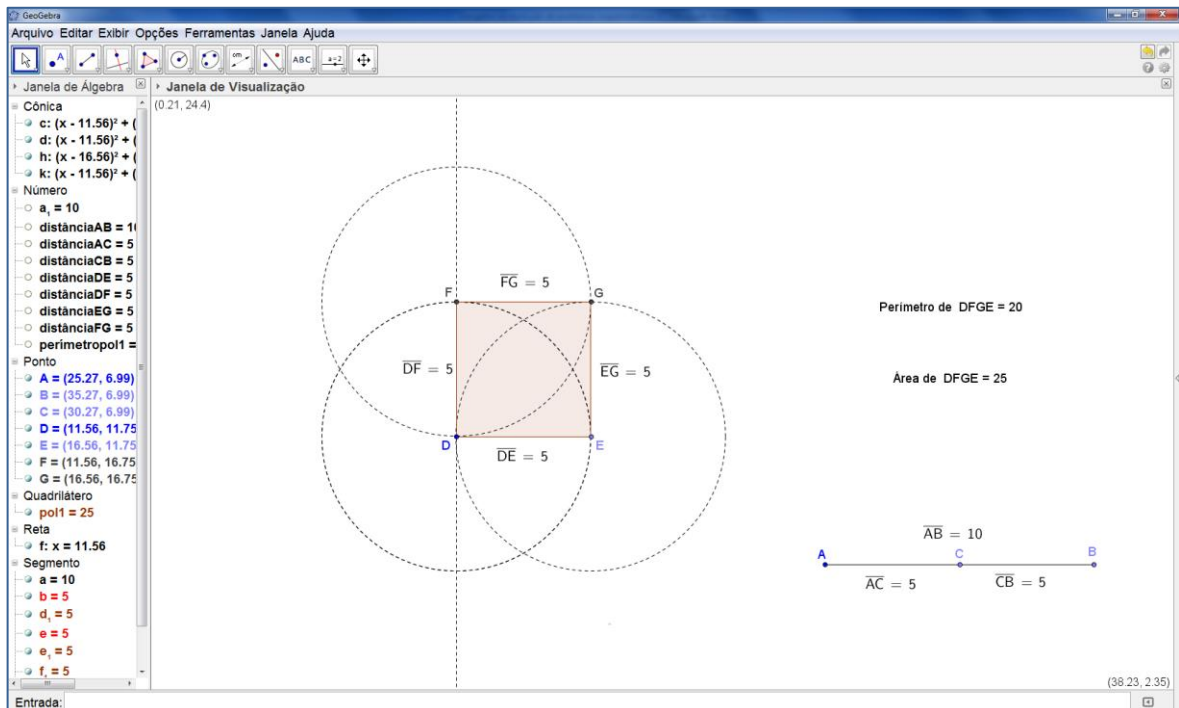 GeoGebra
Arquivo Editar Exibir Opções Ferramentas Janela Ajuda
A
cm
ABC
a=2
Janela de Álgebra
Janela de Visualização
Cônica
c: (x - 11.56)² + (
d: (x - 11.56)² + (
h: (x - 16.56)² + (
k: (x - 11.56)² + (
Número
a₁ = 10
distânciaAB = 10
distânciaAC = 5
distânciaCB = 5
distânciaDE = 5
distânciaDF = 5
distânciaEG = 5
distânciaFG = 5
perímetropol1 =
Ponto
A = (25.27, 6.99)
B = (35.27, 6.99)
C = (30.27, 6.99)
D = (11.56, 11.75
E = (16.56, 11.75
F = (11.56, 16.75
G = (16.56, 16.75
Quadrilátero
pol1 = 25
Reta
f: x = 11.56
Segmento
a = 10
b = 5
d₁ = 5
e = 5
e₁ = 5
= 5
Entrada:
(0.21, 24.4)
FG = 5
F
G
DF = 5
EG = 5
D
E
DE = 5
Perímetro de DFGE = 20
Área de DFGE = 25
AB = 10
A
C
B
AC = 5
CB = 5
(38.23, 2.35)